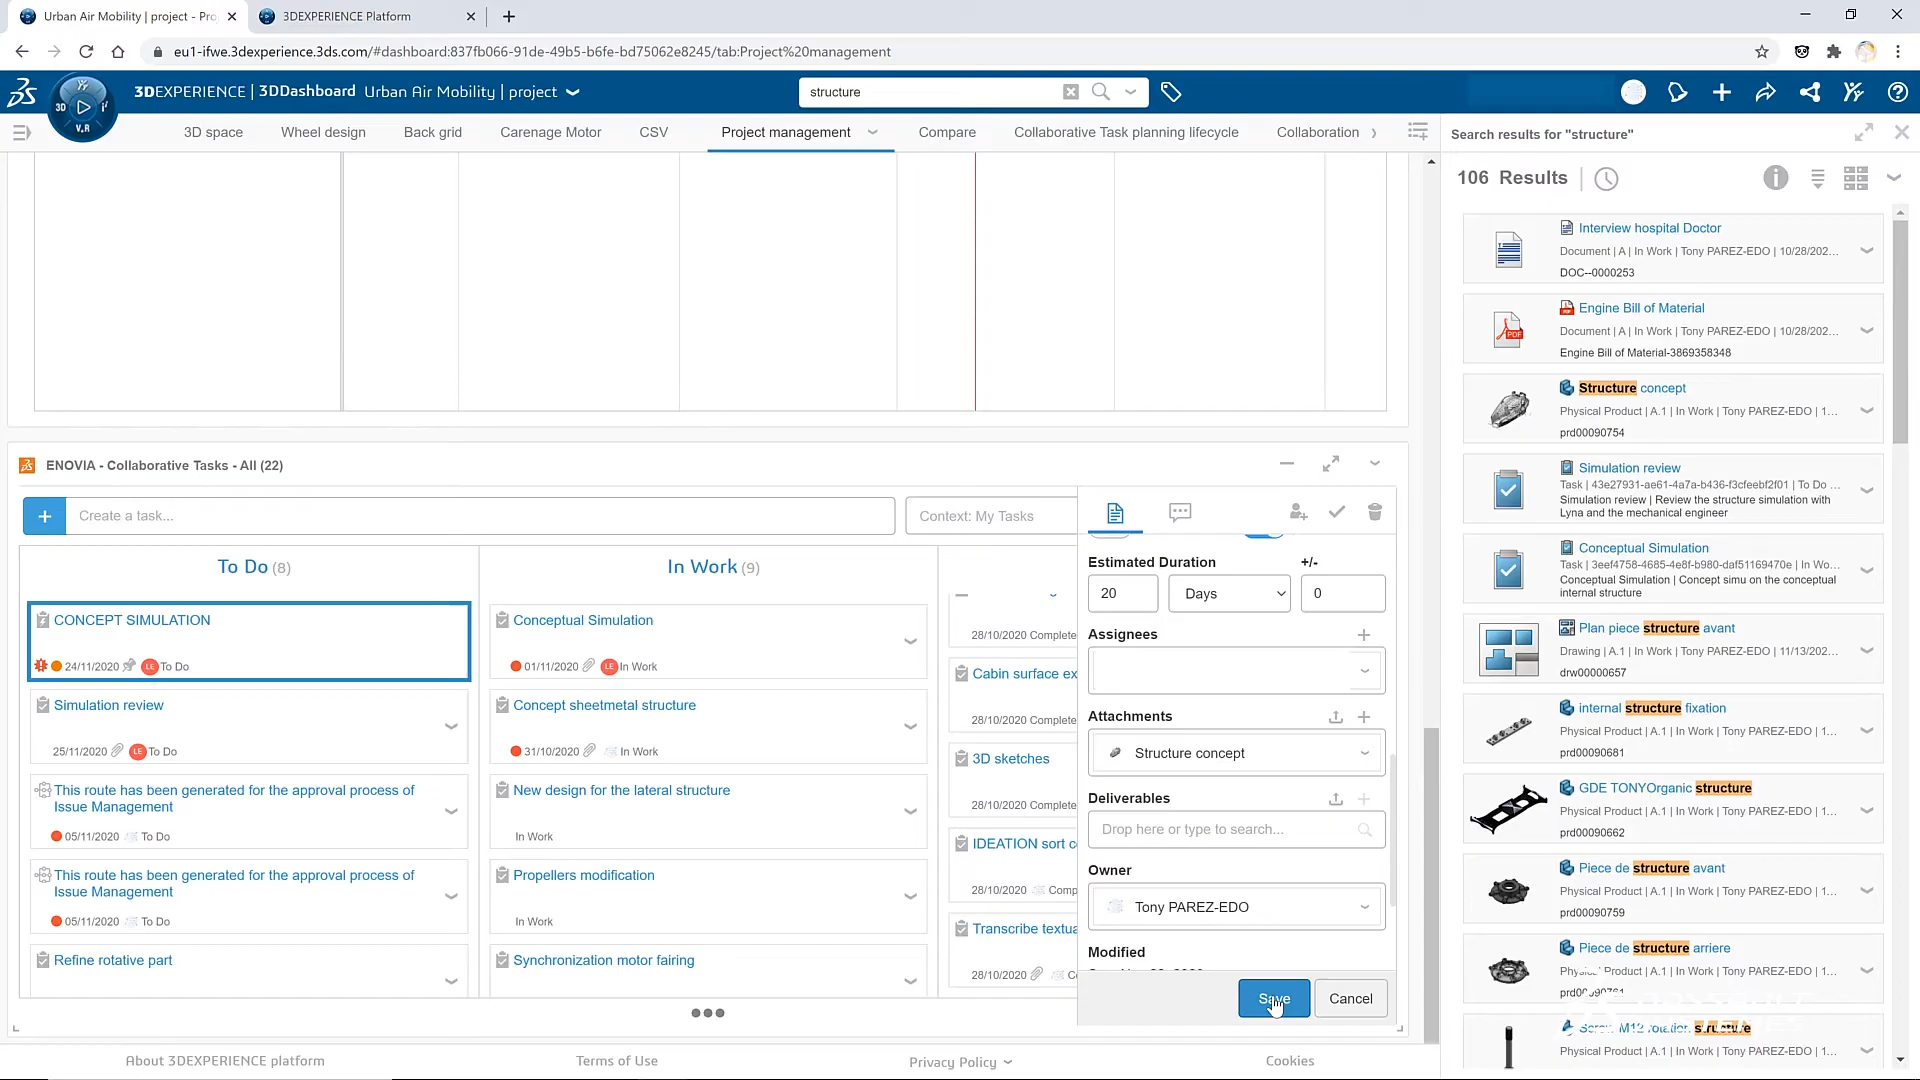 Urban Air Mobility | project - Pro
3DEXPERIENCE Platform
eu1-ifwe.3dexperience.3ds.com/#dashboard:837fb066-91de-49b5-b6fe-bd75062e8245/tab:Project%20management
3D
V.R
3DEXPERIENCE | 3DDashboard Urban Air Mobility | project
structure
3D space
Wheel design
Back grid
Carenage Motor
CSV
Project management
Compare
Collaborative Task planning lifecycle
Collaboration
ENOVIA - Collaborative Tasks - All (22)
Create a task...
Context: My Tasks
To Do (8)
CONCEPT SIMULATION
24/11/2020 LE To Do
Simulation review
25/11/2020 LE To Do
This route has been generated for the approval process of
Issue Management
05/11/2020 To Do
This route has been generated for the approval process of
Issue Management
05/11/2020 To Do
Refine rotative part
In Work (9)
Conceptual Simulation
01/11/2020 LE In Work
Concept sheetmetal structure
31/10/2020 In Work
New design for the lateral structure
In Work
Propellers modification
In Work
Synchronization motor fairing
28/10/2020 Complete
Cabin surface ex
28/10/2020 Complete
3D sketches
28/10/2020 Complete
IDEATION sort c
28/10/2020 Comp
Transcribe textua
28/10/2020 Co
Estimated Duration
+/-
20
Days
0
Assignees
Attachments
Structure concept
Deliverables
Drop here or type to search...
Owner
Tony PAREZ-EDO
Modified
Save
Cancel
Search results for "structure"
106 Results
Interview hospital Doctor
Document | A | In Work | Tony PAREZ-EDO | 10/28/202...
DOC--0000253
Engine Bill of Material
Document | A | In Work | Tony PAREZ-EDO | 10/28/202...
Engine Bill of Material-3869358348
Structure concept
Physical Product | A.1 | In Work | Tony PAREZ-EDO | 1...
prd00090754
Simulation review
Task | 43e27931-ae61-4a7a-b436-f3cfeebf2f01 | To Do ...
Simulation review | Review the structure simulation with
Lyna and the mechanical engineer
Conceptual Simulation
Task | 3eef4758-4685-4e8f-b980-daf51169470e | In Wo...
Conceptual Simulation | Concept simu on the conceptual
internal structure
Plan piece structure avant
Drawing | A.1 | In Work | Tony PAREZ-EDO | 11/13/202...
drw00000657
internal structure fixation
Physical Product | A.1 | In Work | Tony PAREZ-EDO | 1...
prd00090681
GDE TONYOrganic structure
Physical Product | A.1 | In Work | Tony PAREZ-EDO | 1...
prd00090662
Piece de structure avant
Physical Product | A.1 | In Work | Tony PAREZ-EDO | 1...
prd00090759
Piece de structure arriere
Physical Product | A.1 | In Work | Tony PAREZ-EDO | 1...
prd00090761
Screw M12 rotation structure
Physical Product | A.1 | In Work | Tony PAREZ-EDO | 1...
About 3DEXPERIENCE platform
Terms of Use
Privacy Policy
Cookies